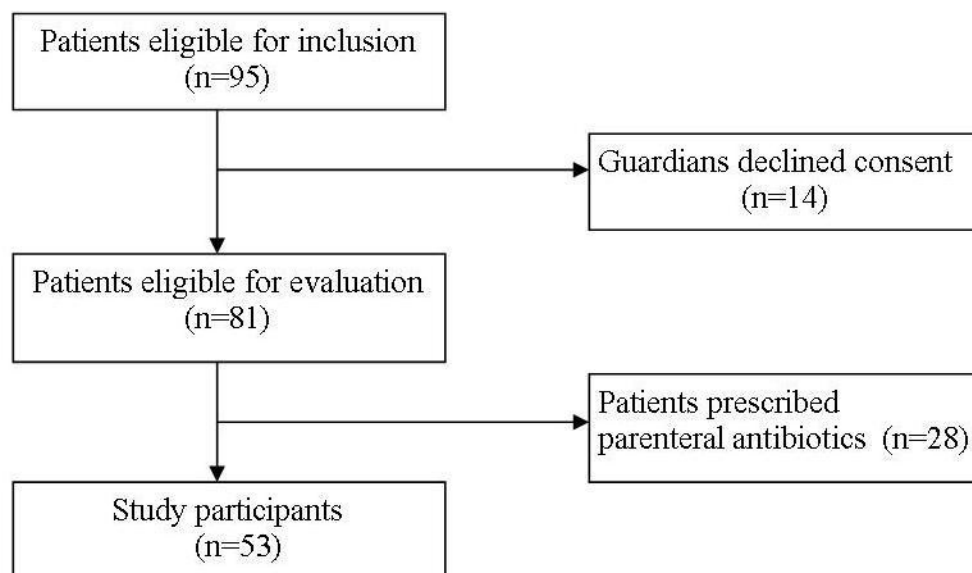 Patients eligible for inclusion
(n=95)
Guardians declined consent
(n=14)
Patients eligible for evaluation
(n=81)
Patients prescribed
parenteral antibiotics (n=28)
Study participants
(n=53)